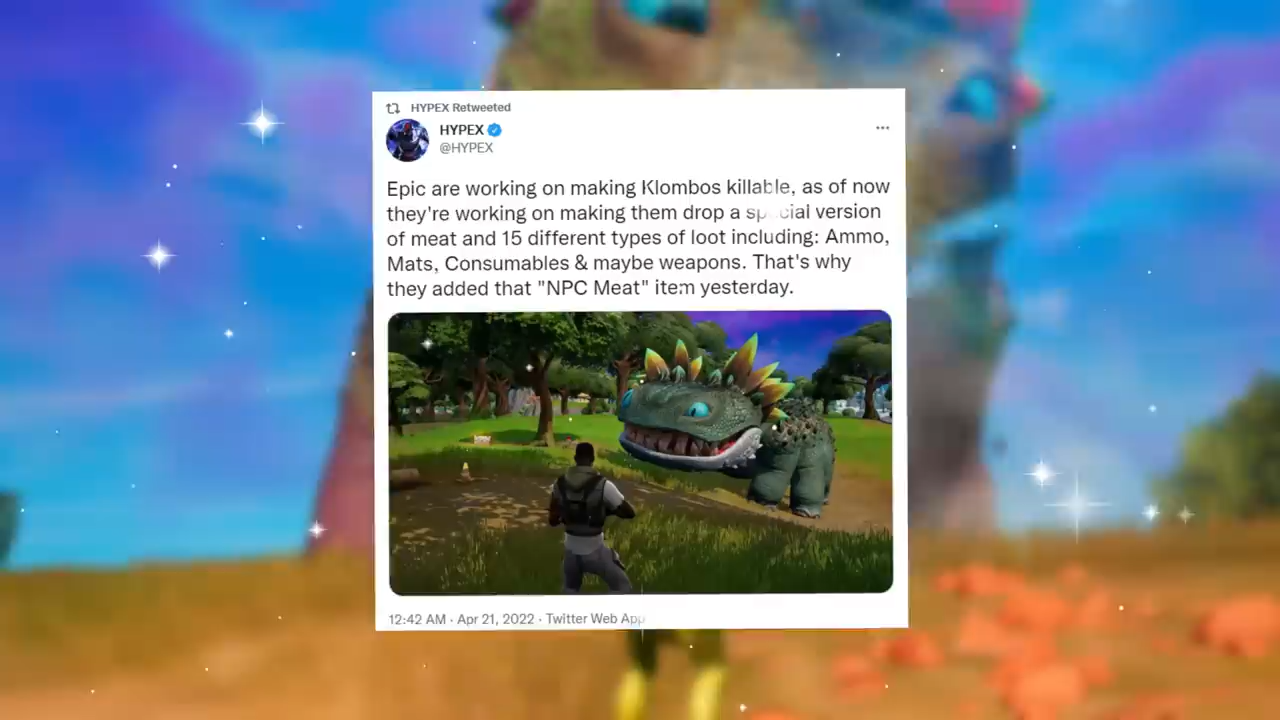 HYPEX Retweeted
HYPEX
@HYPEX
Epic are working on making Klombos killable, as of now
they're working on making them drop a special version
of meat and 15 different types of loot including: Ammo,
Mats, Consumables & maybe weapons. That's why
they added that "NPC Meat" item yesterday.
12:42 AM · Apr 21, 2022 · Twitter Web App